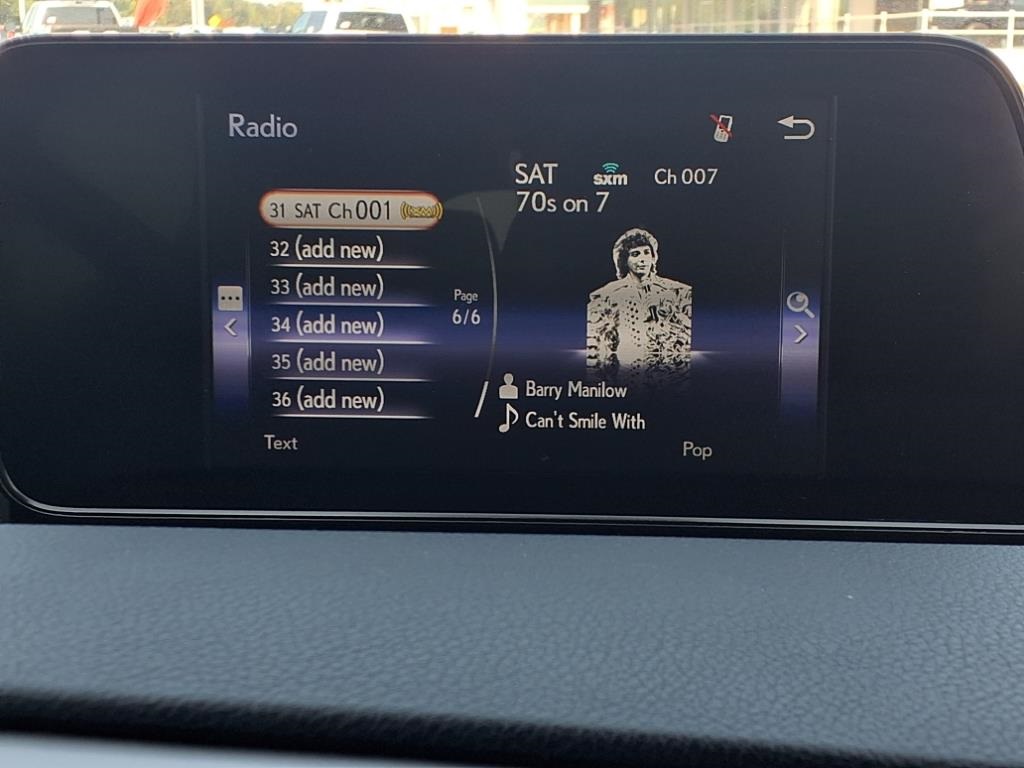 Radio
SAT sxm Ch 007
70s on 7
31 SAT Ch 001
32 (add new)
33 (add new)
34 (add new)
35 (add new)
36 (add new)
Page
6/6
Barry Manilow
Can't Smile With
Text
Pop